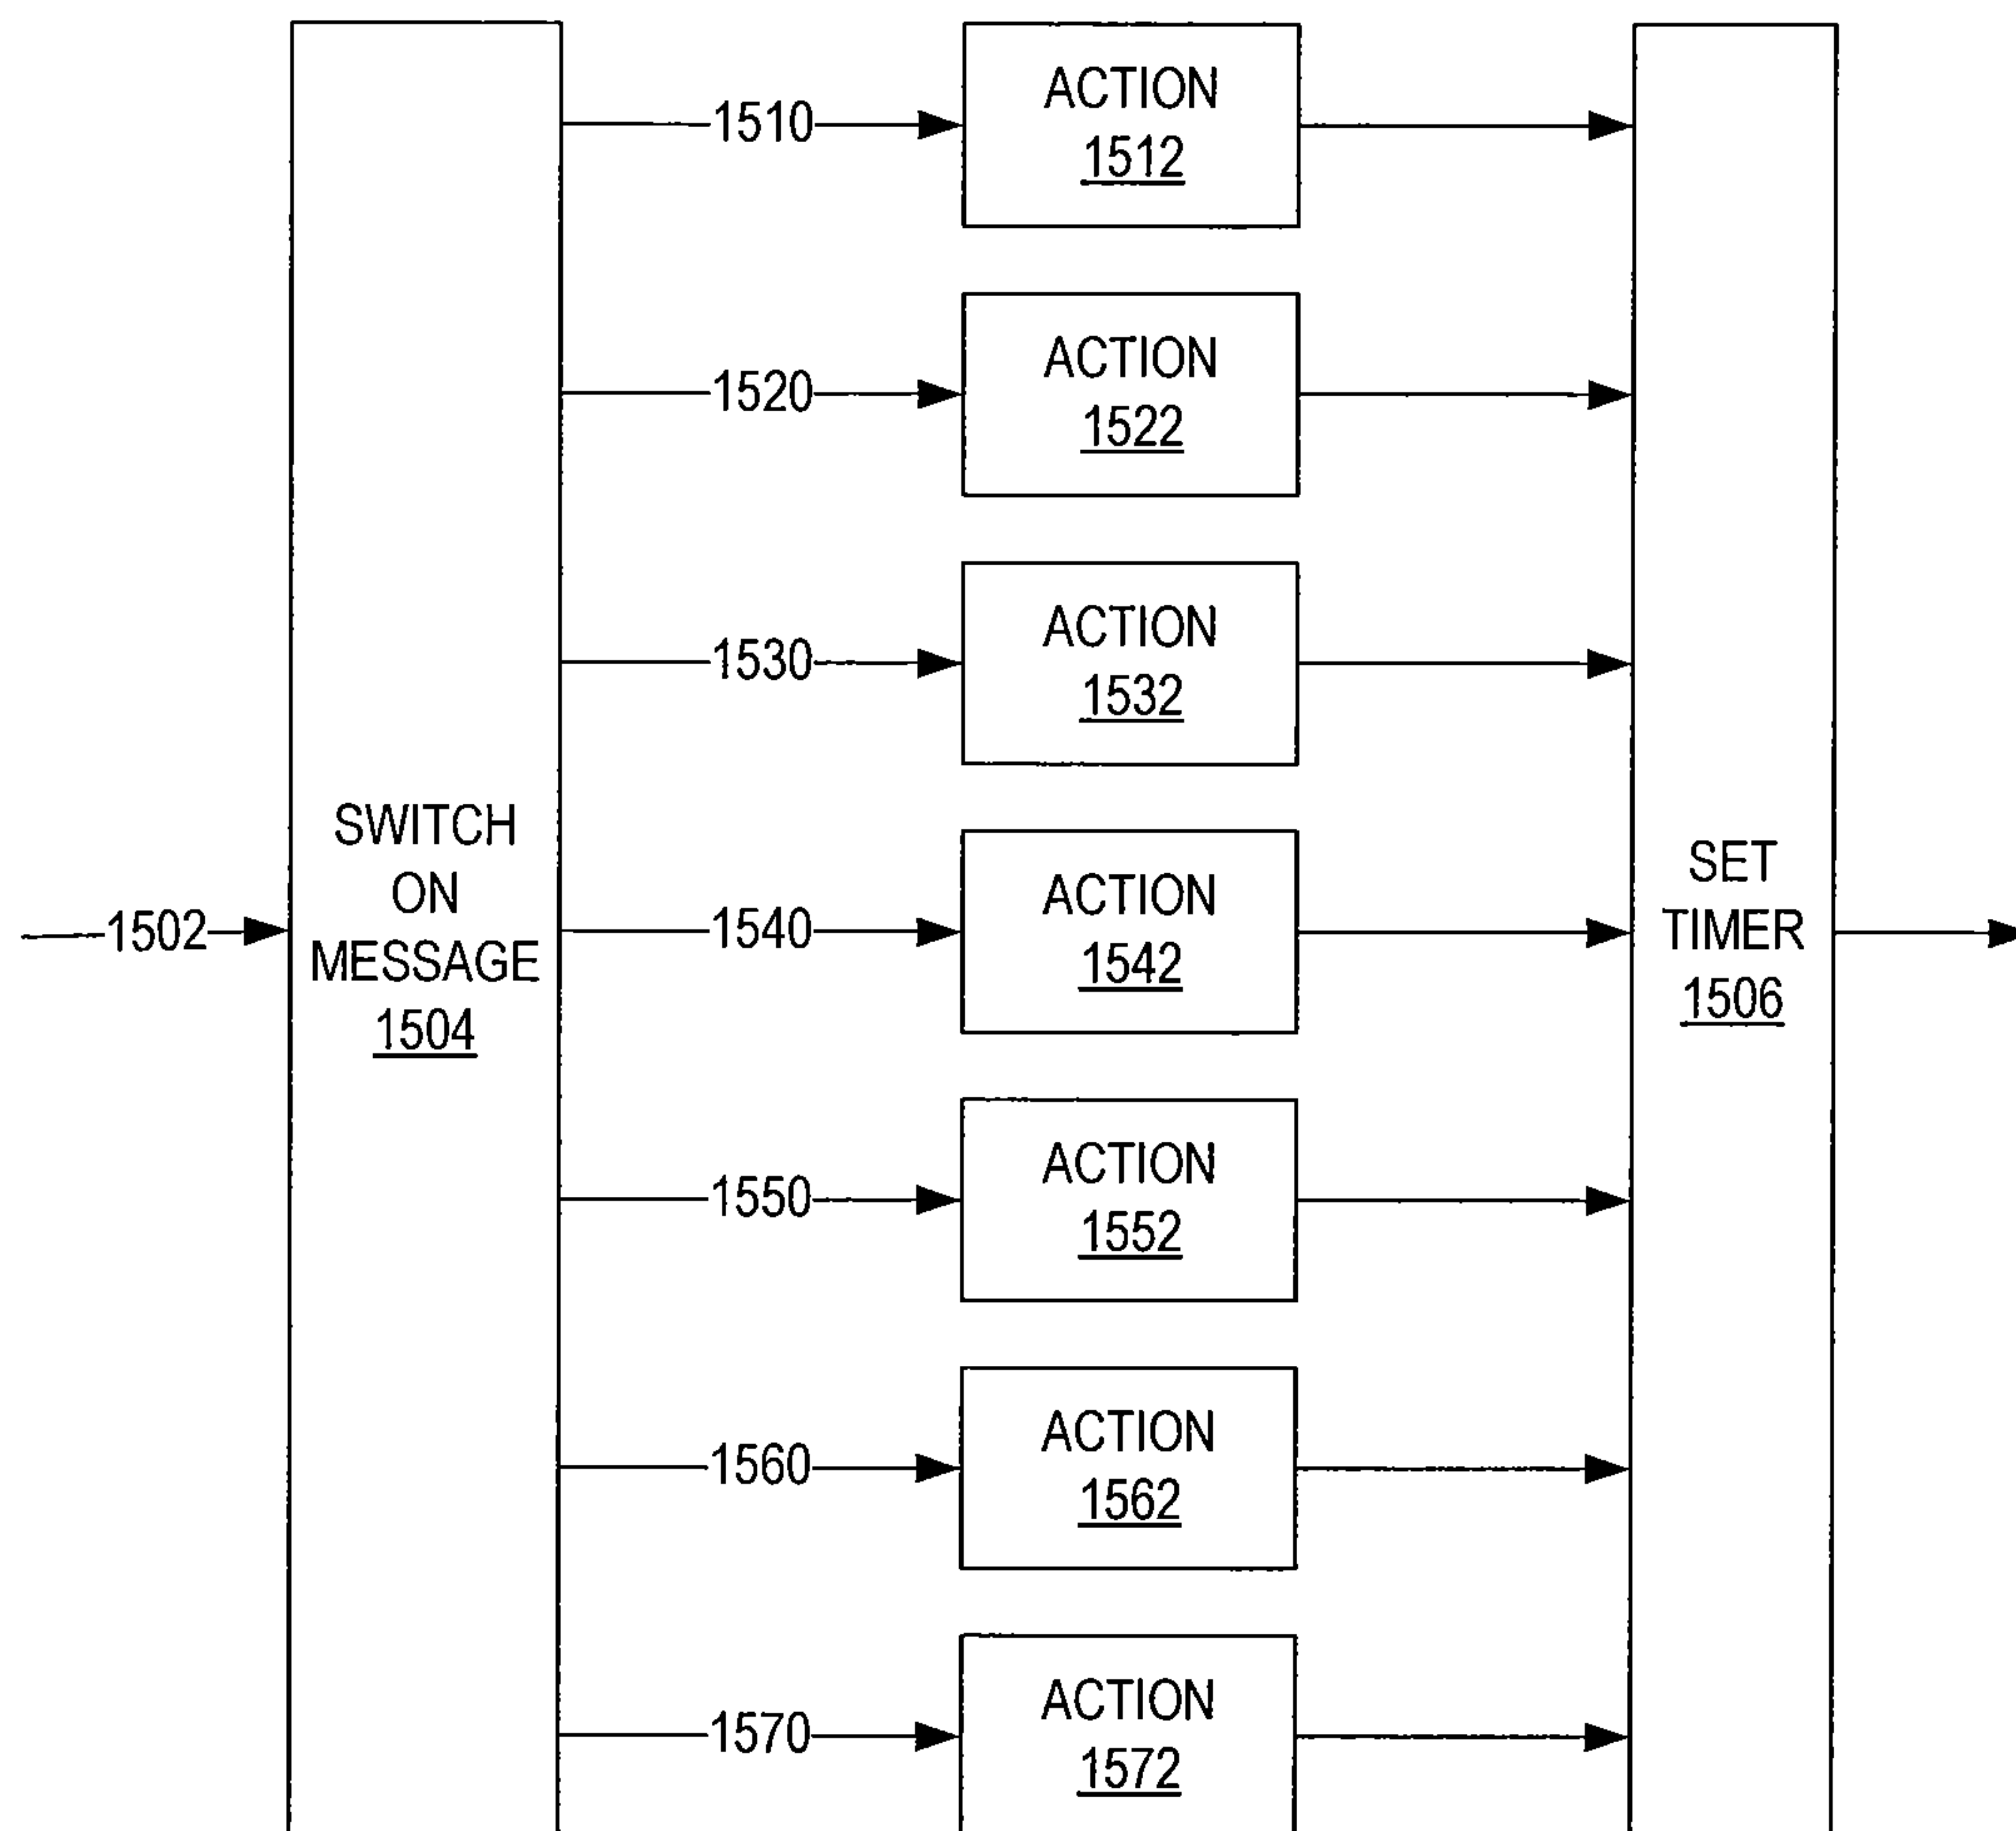 1510
ACTION
1512
1520
ACTION
1522
1530
ACTION
1532
SWITCH
ON
MESSAGE
1504
1502
1540
ACTION
1542
SET
TIMER
1506
1550
ACTION
1552
1560
ACTION
1562
1570
ACTION
1572